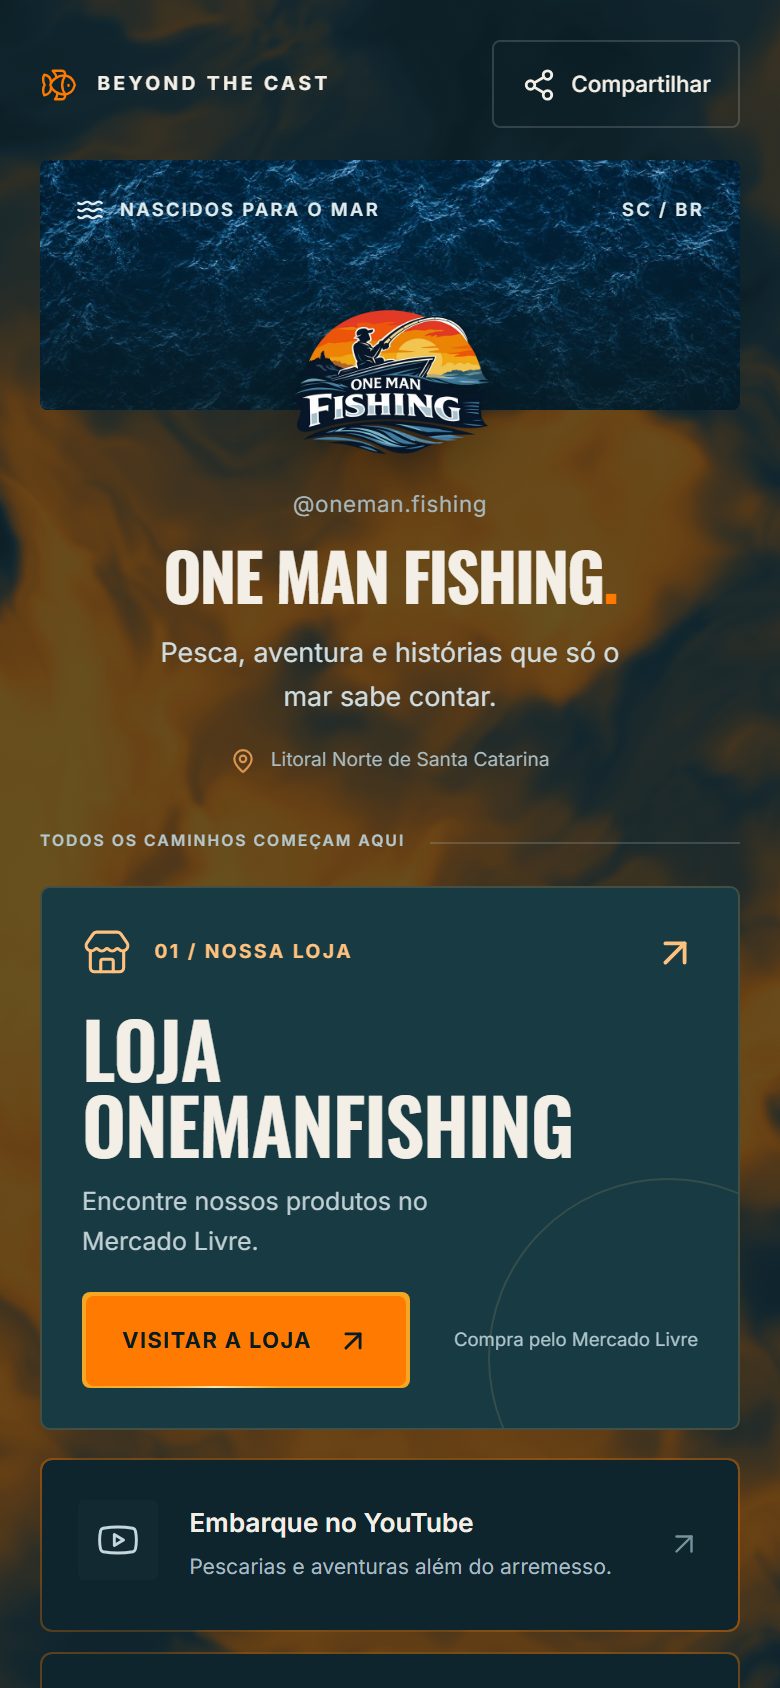 BEYOND THE CAST
Compartilhar
NASCIDOS PARA O MAR
SC / BR
ONE MAN
FISHING
@oneman.fishing
ONE MAN FISHING.
Pesca, aventura e histórias que só o
mar sabe contar.
Litoral Norte de Santa Catarina
TODOS OS CAMINHOS COMEÇAM AQUI
01 / NOSSA LOJA
LOJA
ONEMANFISHING
Encontre nossos produtos no
Mercado Livre.
VISITAR A LOJA
Compra pelo Mercado Livre
Embarque no YouTube
Pescarias e aventuras além do arremesso.